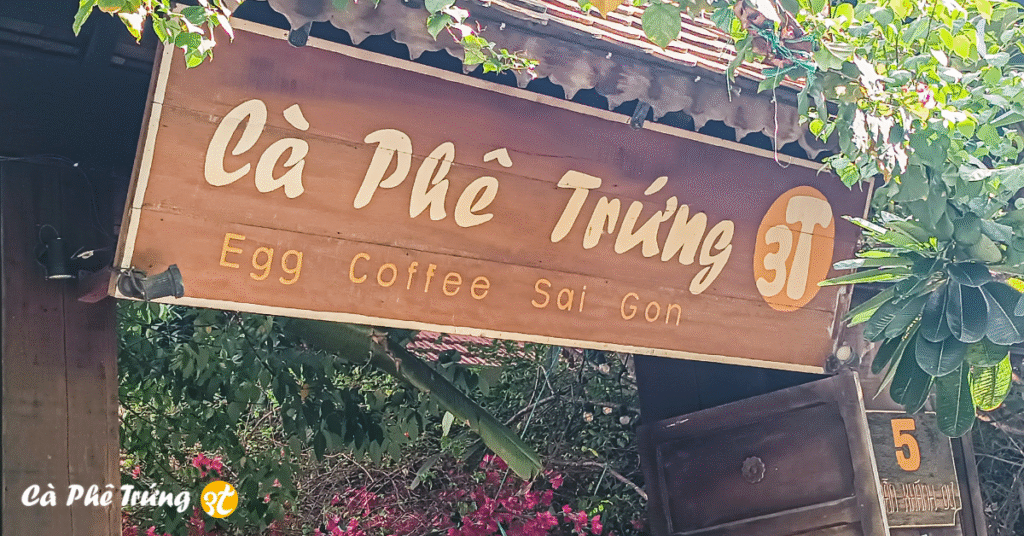 Cà Phê Trứng 3T
Egg Coffee Sai Gon
5
Cà Phê Trứng 3T